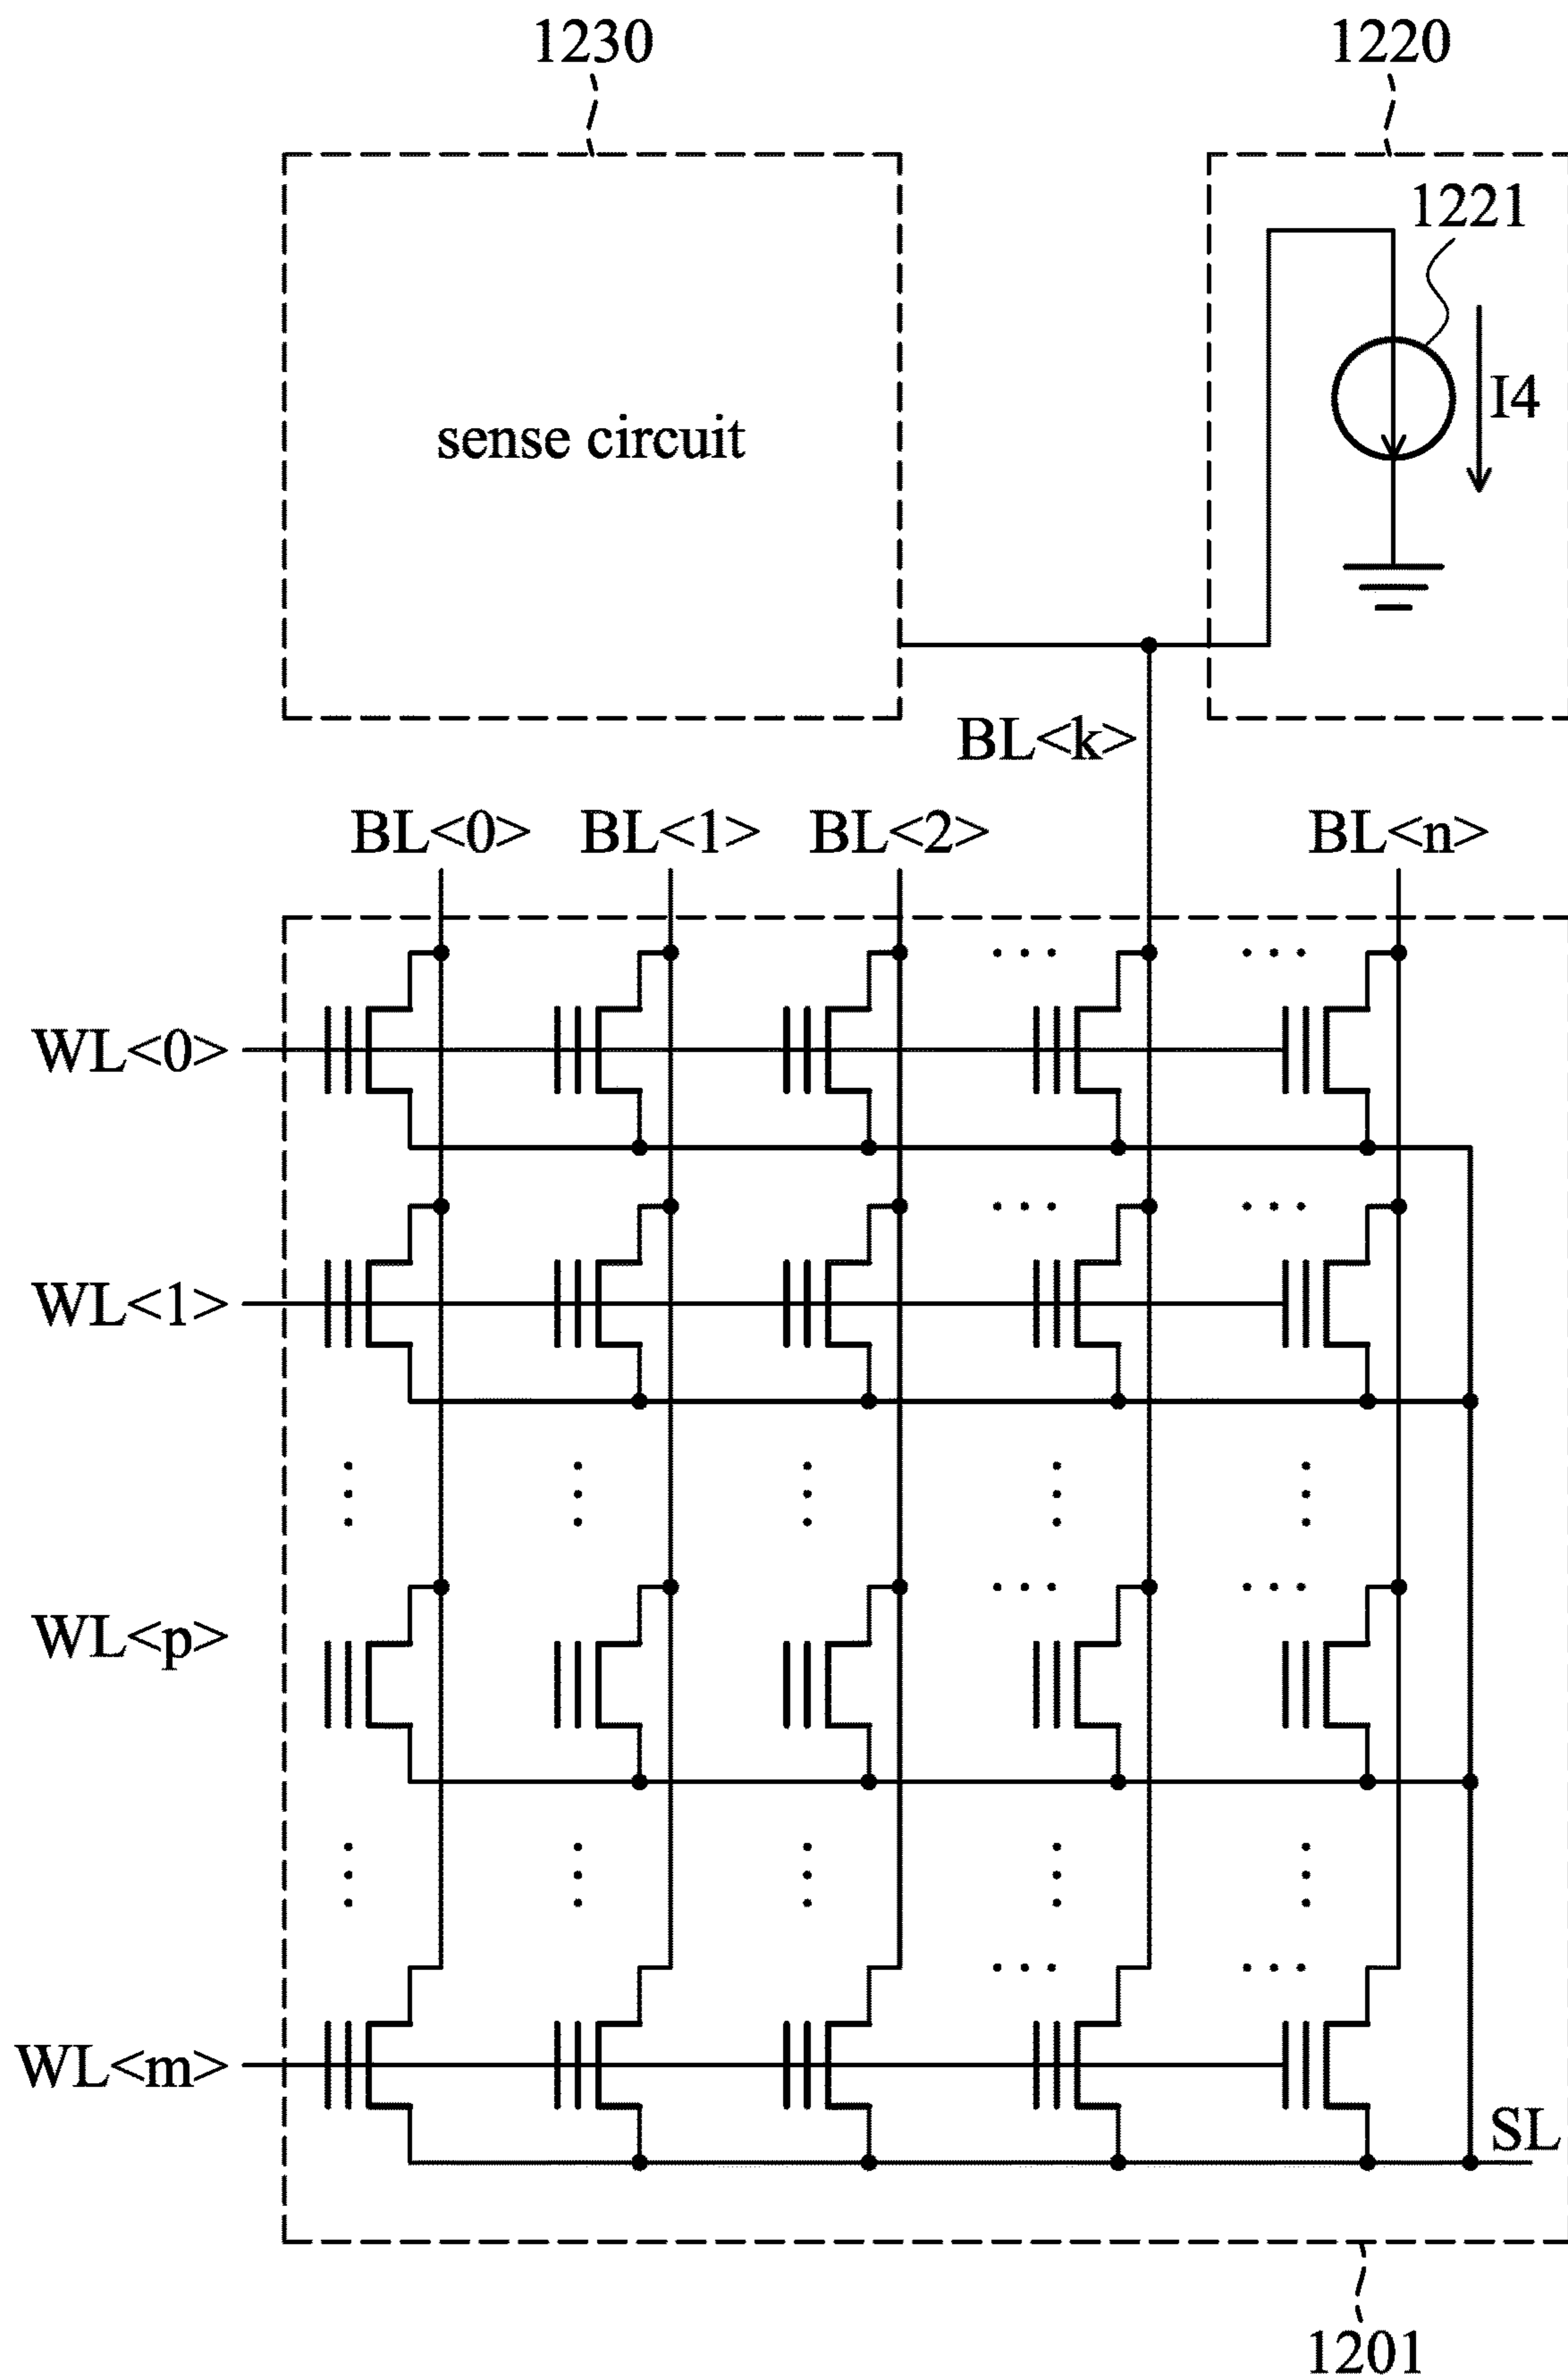 1230
1220
1221
I4
sense circuit
BL<k>
BL<0>
BL<1>
BL<2>
BL<n>
WL<0>
WL<1>
WL<p>
WL<m>
SL
1201